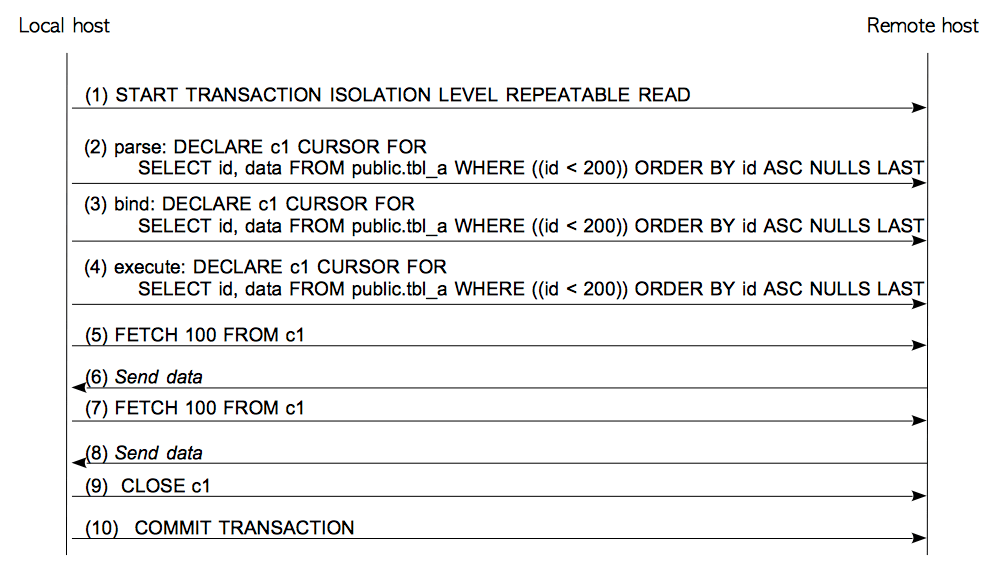 Local host
Remote host
(1) START TRANSACTION ISOLATION LEVEL REPEATABLE READ
(2) parse: DECLARE c1 CURSOR FOR
SELECT id, data FROM public.tbl_a WHERE ((id < 200)) ORDER BY id ASC NULLS LAST
(3) bind: DECLARE c1 CURSOR FOR
SELECT id, data FROM public.tbl_a WHERE ((id < 200)) ORDER BY id ASC NULLS LAST
(4) execute: DECLARE c1 CURSOR FOR
SELECT id, data FROM public.tbl_a WHERE ((id < 200)) ORDER BY id ASC NULLS LAST
(5) FETCH 100 FROM c1
(6) Send data
(7) FETCH 100 FROM c1
(8) Send data
(9) CLOSE c1
(10) COMMIT TRANSACTION